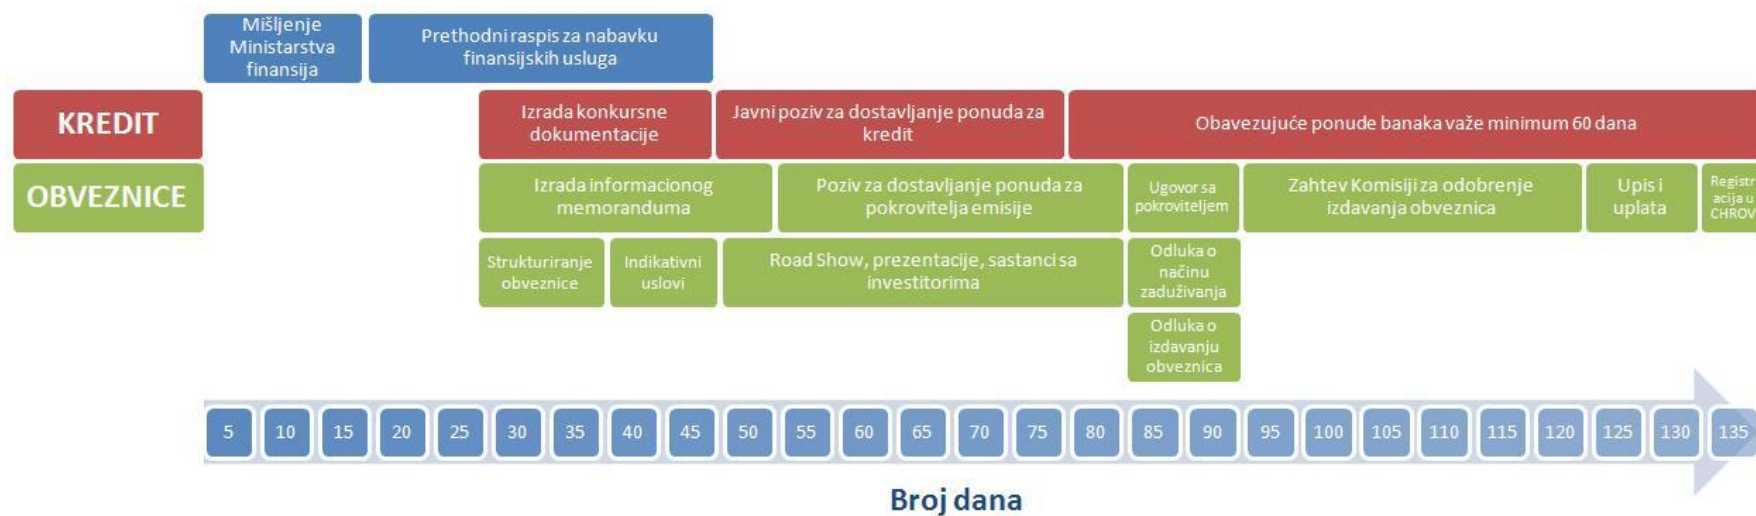 Mišljenje
Ministarstva
finansija
Prethodni raspis za nabavku
finansijskih usluga
KREDIT
Izrada konkursne
dokumentacije
Javni poziv za dostavljanje ponuda za
kredit
Obavezujuće ponude banaka važe minimum 60 dana
OBVEZNICE
Izrada informacionog
memoranduma
Poziv za dostavljanje ponuda za
pokrovitelja emisije
Ugovor sa
pokroviteljem
Zahtev Komisiji za odobrenje
izdavanja obveznica
Upis i
uplata
Registr
acija u
CHROV
Strukturiranje
obveznice
Indikativni
uslovi
Road Show, prezentacije, sastanci sa
investitorima
Odluka o
načinu
zaduživanja
Odluka o
izdavanju
obveznica
5 10 15 20 25 30 35 40 45 50 55 60 65 70 75 80 85 90 95 100 105 110 115 120 125 130 135
Broj dana